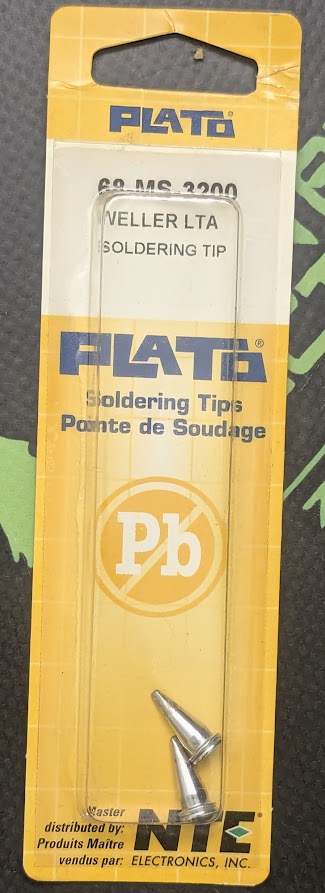 PLATO®
68-MS-3200
WELLER LTA
SOLDERING TIP
PLATO®
Soldering Tips
Pointe de Soudage
Pb
Master
distributed by:
Produits Maître
vendus par:
NTE®
ELECTRONICS, INC.